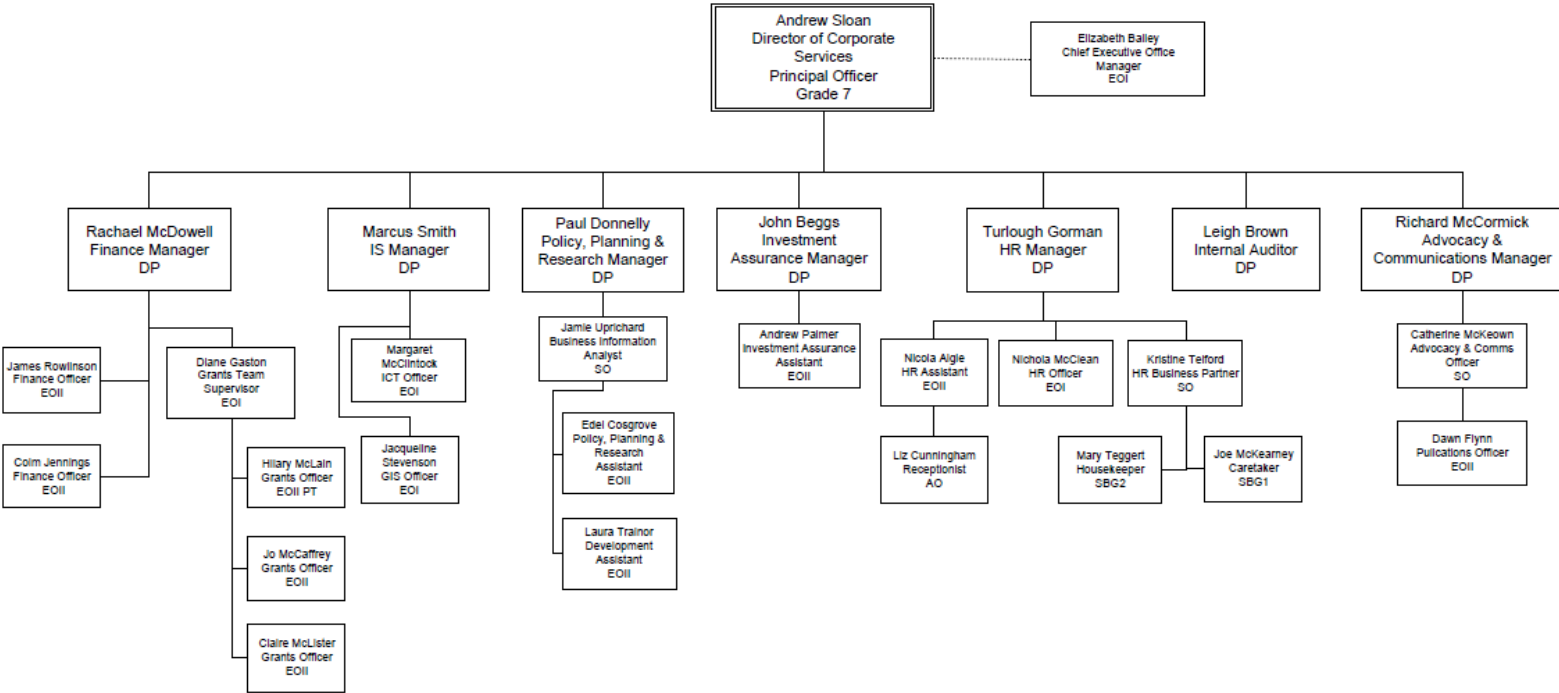 Andrew Sloan
Director of Corporate
Services
Principal Officer
Grade 7
Elizabeth Bailey
Chief Executive Office
Manager
EOI
Rachael McDowell
Finance Manager
DP
Marcus Smith
IS Manager
DP
Paul Donnelly
Policy, Planning &
Research Manager
DP
John Beggs
Investment
Assurance Manager
DP
Turlough Gorman
HR Manager
DP
Leigh Brown
Internal Auditor
DP
Richard McCormick
Advocacy &
Communications Manager
DP
James Rowlinson
Finance Officer
EOII
Diane Gaston
Grants Team
Supervisor
EOI
Margaret
McClintock
ICT Officer
EOI
Jamie Uprichard
Business Information
Analyst
SO
Andrew Palmer
Investment Assurance
Assistant
EOII
Nicola Aigie
HR Assistant
EOII
Nichola McClean
HR Officer
EOI
Kristine Telford
HR Business Partner
SO
Catherine McKeown
Advocacy & Comms
Officer
SO
Colm Jennings
Finance Officer
EOII
Hilary McLain
Grants Officer
EOII PT
Jacqueline
Stevenson
GIS Officer
EOI
Edel Cosgrove
Policy, Planning &
Research
Assistant
EOII
Liz Cunningham
Receptionist
AO
Mary Teggert
Housekeeper
SBG2
Joe McKearney
Caretaker
SBG1
Dawn Flynn
Pulications Officer
EOII
Jo McCaffrey
Grants Officer
EOII
Laura Trainor
Development
Assistant
EOII
Claire McLister
Grants Officer
EOII